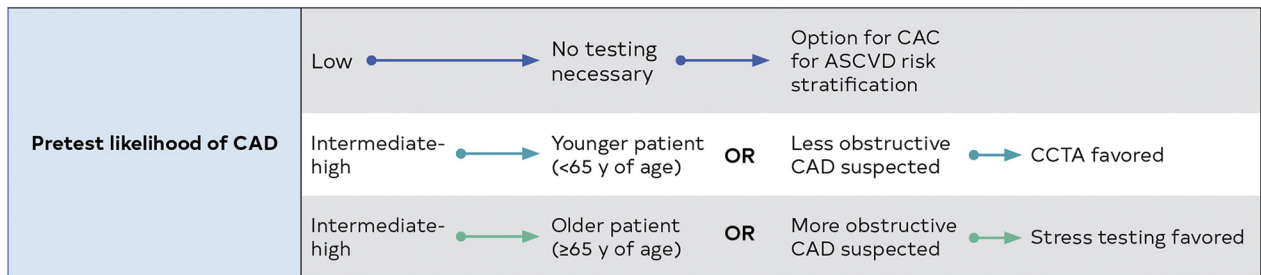 Pretest likelihood of CAD
Low
No testing
necessary
Option for CAC
for ASCVD risk
stratification
Intermediate-
high
Younger patient
(<65 y of age)
OR
Less obstructive
CAD suspected
CCTA favored
Intermediate-
high
Older patient
(≥65 y of age)
OR
More obstructive
CAD suspected
Stress testing favored